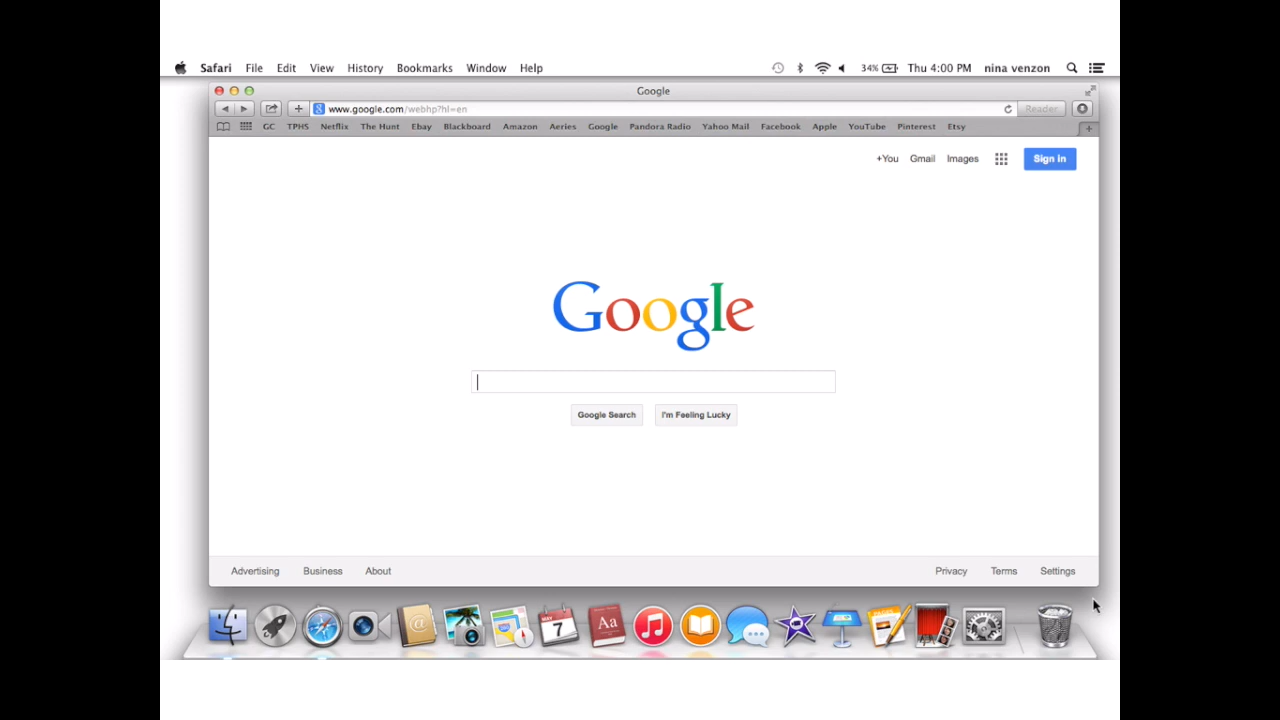 Safari File Edit View History Bookmarks Window Help 34% Thu 4:00 PM nina venzon
Google
www.google.com/webhp?hl=en Reader
GC TPHS Netflix The Hunt Ebay Blackboard Amazon Aeries Google Pandora Radio Yahoo Mail Facebook Apple YouTube Pinterest Etsy
+You Gmail Images Sign in
Google
Google Search I'm Feeling Lucky
Advertising Business About Privacy Terms Settings
MAY
7
Aa